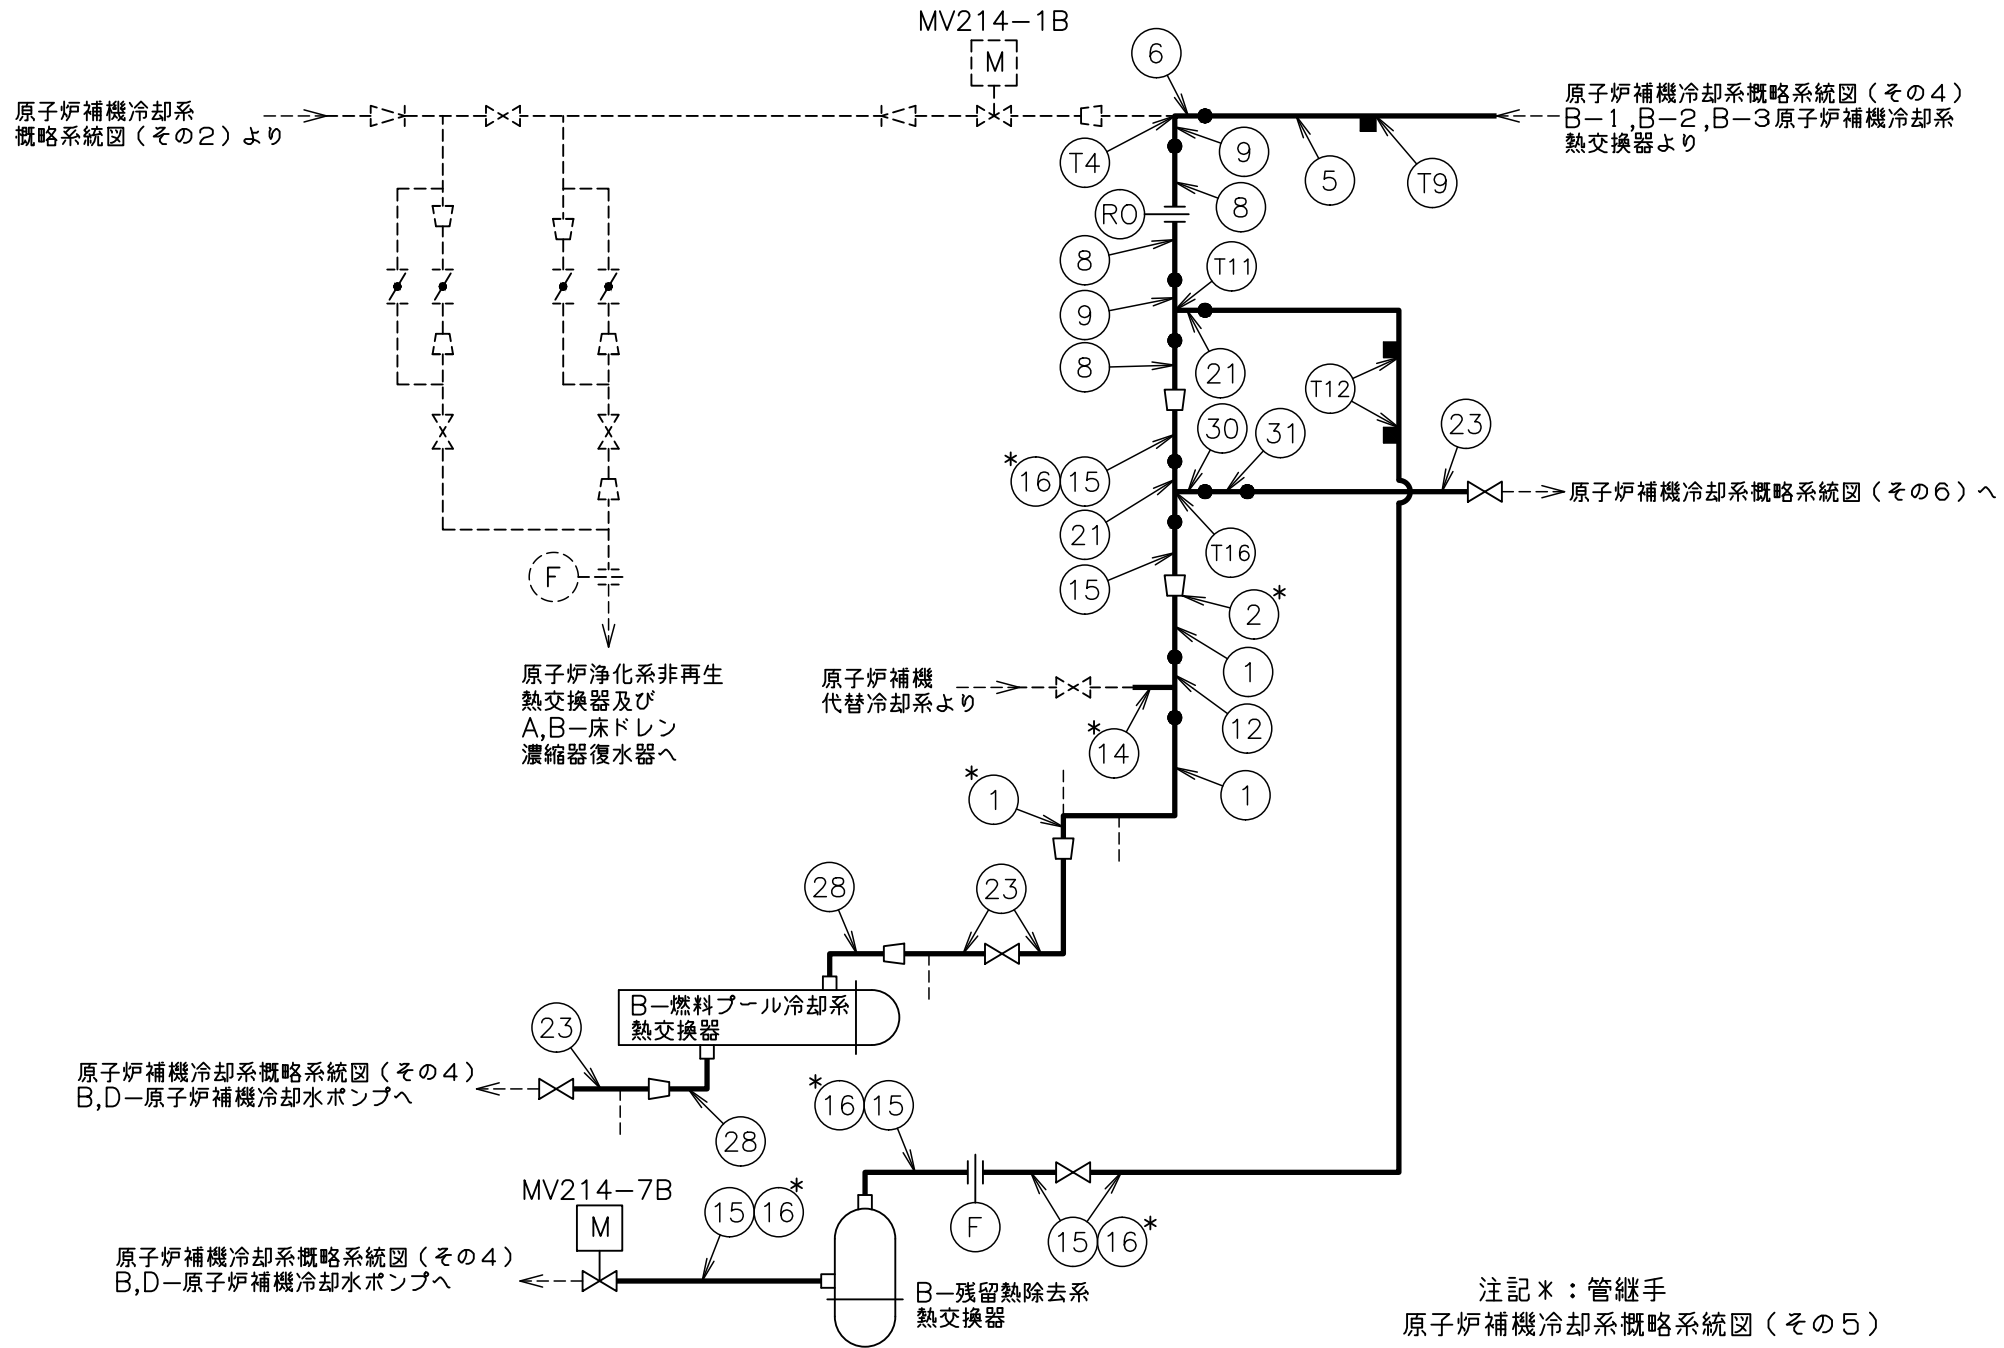 MV214-1B
M
6
原子炉補機冷却系
概略系統図（その2）より
原子炉補機冷却系概略系統図（その4）
B-1,B-2,B-3原子炉補機冷却系
熱交換器より
T4
9
5
T9
8
RO
8
T11
9
8
21
T12
30
31
23
*
16
15
原子炉補機冷却系概略系統図（その6）へ
21
T16
15
F
2
*
原子炉浄化系非再生
熱交換器及び
A,B-床ドレン
濃縮器復水器へ
1
原子炉補機
代替冷却系より
12
*
14
*
1
1
28
23
B-燃料プール冷却系
熱交換器
23
原子炉補機冷却系概略系統図（その4）
B,D-原子炉補機冷却水ポンプへ
28
*
16
15
MV214-7B
M
15
16
*
F
15
16
*
原子炉補機冷却系概略系統図（その4）
B,D-原子炉補機冷却水ポンプへ
B-残留熱除去系
熱交換器
注記*：管継手
原子炉補機冷却系概略系統図（その5）